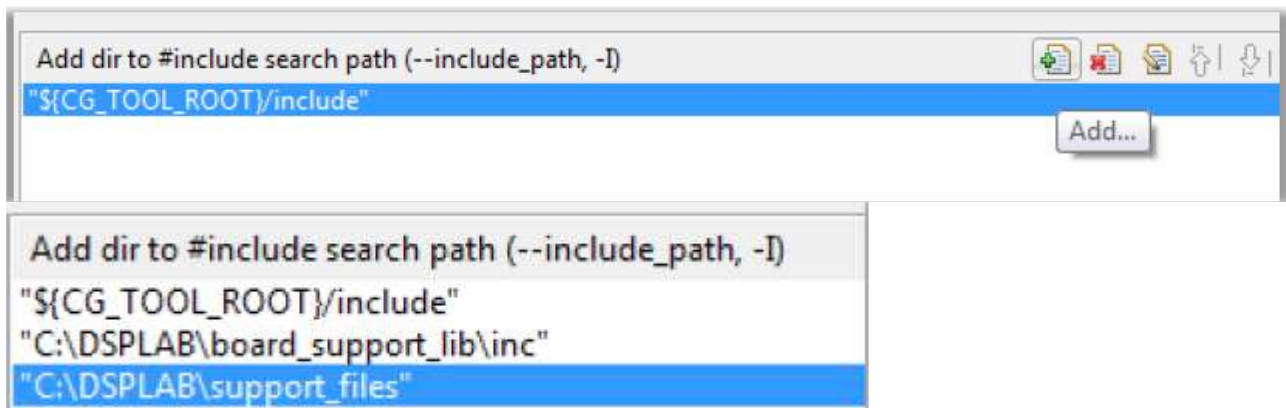 Add dir to #include search path (--include_path, -I)
"${CG_TOOL_ROOT}/include"
Add...
Add dir to #include search path (--include_path, -I)
"${CG_TOOL_ROOT}/include"
"C:\DSPLAB\board_support_lib\inc"
"C:\DSPLAB\support_files"